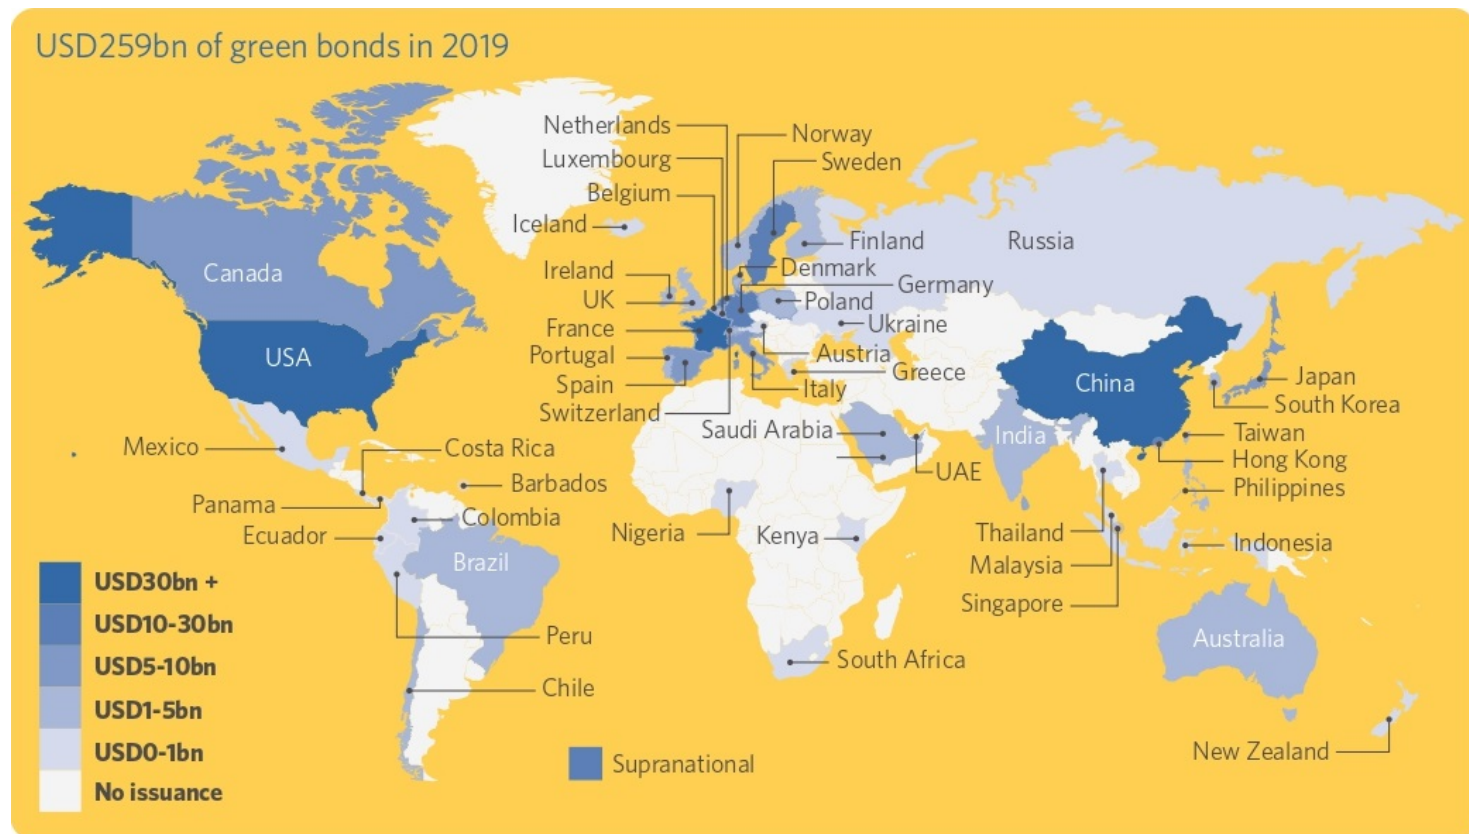 USD259bn of green bonds in 2019
Netherlands
Norway
Luxembourg
Sweden
Belgium
Iceland
Finland
Russia
Canada
Ireland
Denmark
Germany
UK
Poland
France
Ukraine
USA
Portugal
Austria
Greece
Spain
Italy
China
Japan
Switzerland
South Korea
Saudi Arabia
India
Taiwan
Mexico
Costa Rica
Hong Kong
UAE
Barbados
Philippines
Panama
Colombia
Ecuador
Nigeria
Kenya
Thailand
Indonesia
Brazil
Malaysia
USD30bn +
Singapore
USD10-30bn
Peru
Australia
South Africa
USD5-10bn
Chile
USD1-5bn
USD0-1bn
New Zealand
Supranational
No issuance